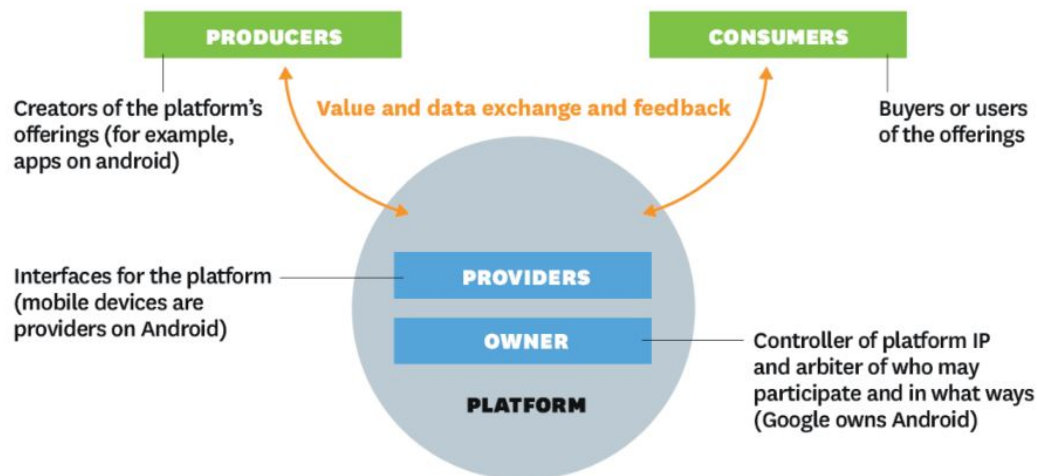 PRODUCERS
CONSUMERS
Creators of the platform's
offerings (for example,
apps on android)
Value and data exchange and feedback
Buyers or users
of the offerings
Interfaces for the platform
(mobile devices are
providers on Android)
PROVIDERS
OWNER
PLATFORM
Controller of platform IP
and arbiter of who may
participate and in what ways
(Google owns Android)